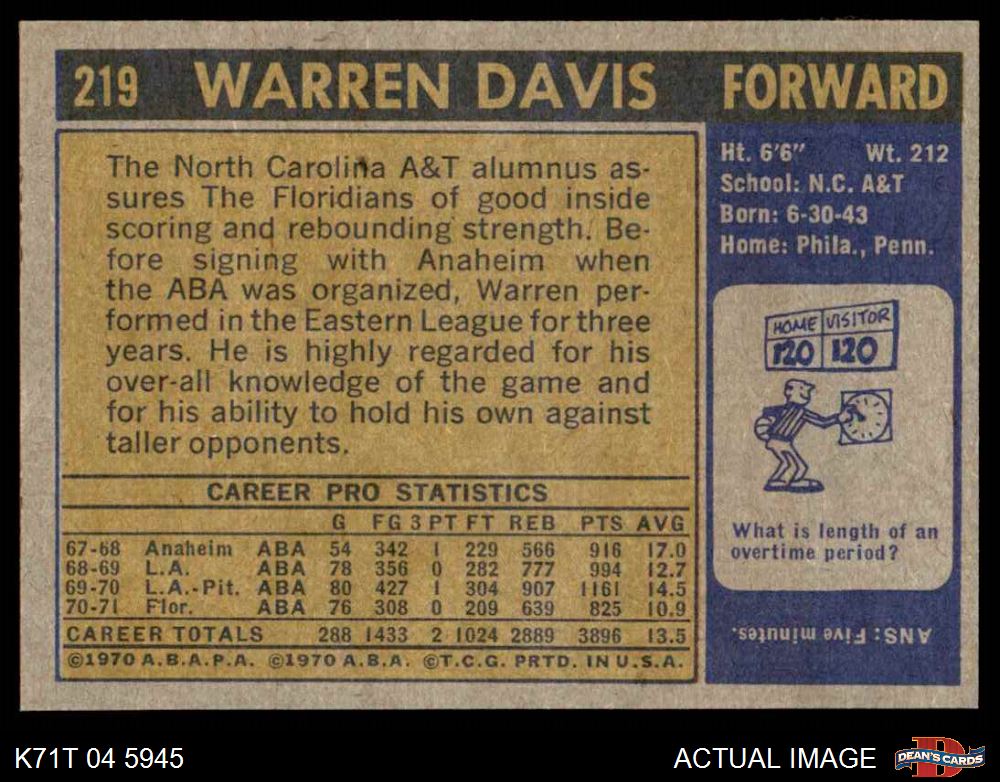 219 WARREN DAVIS FORWARD
The North Carolina A&T alumnus as-
sures The Floridians of good inside
scoring and rebounding strength. Be-
fore signing with Anaheim when
the ABA was organized, Warren per-
formed in the Eastern League for three
years. He is highly regarded for his
over-all knowledge of the game and
for his ability to hold his own against
taller opponents.
CAREER PRO STATISTICS
G FG 3 PT FT REB PTS AVG
67-68 Anaheim ABA 54 342 1 229 566 916 17.0
68-69 L.A. ABA 78 356 0 282 777 994 12.7
69-70 L.A.-Pit. ABA 80 427 1 304 907 1161 14.5
70-71 Flor. ABA 76 308 0 209 639 825 10.9
CAREER TOTALS 288 1433 2 1024 2889 3896 13.5
©1970 A.B.A.P.A. ©1970 A.B.A. ©T.C.G. PRTD. IN U.S.A.
Ht. 6'6" Wt. 212
School: N.C. A&T
Born: 6-30-43
Home: Phila., Penn.
HOME VISITOR
120 120
What is length of an
overtime period?
ANS: Five minutes.
K71T 04 5945
ACTUAL IMAGE
D
DEAN'S CARDS